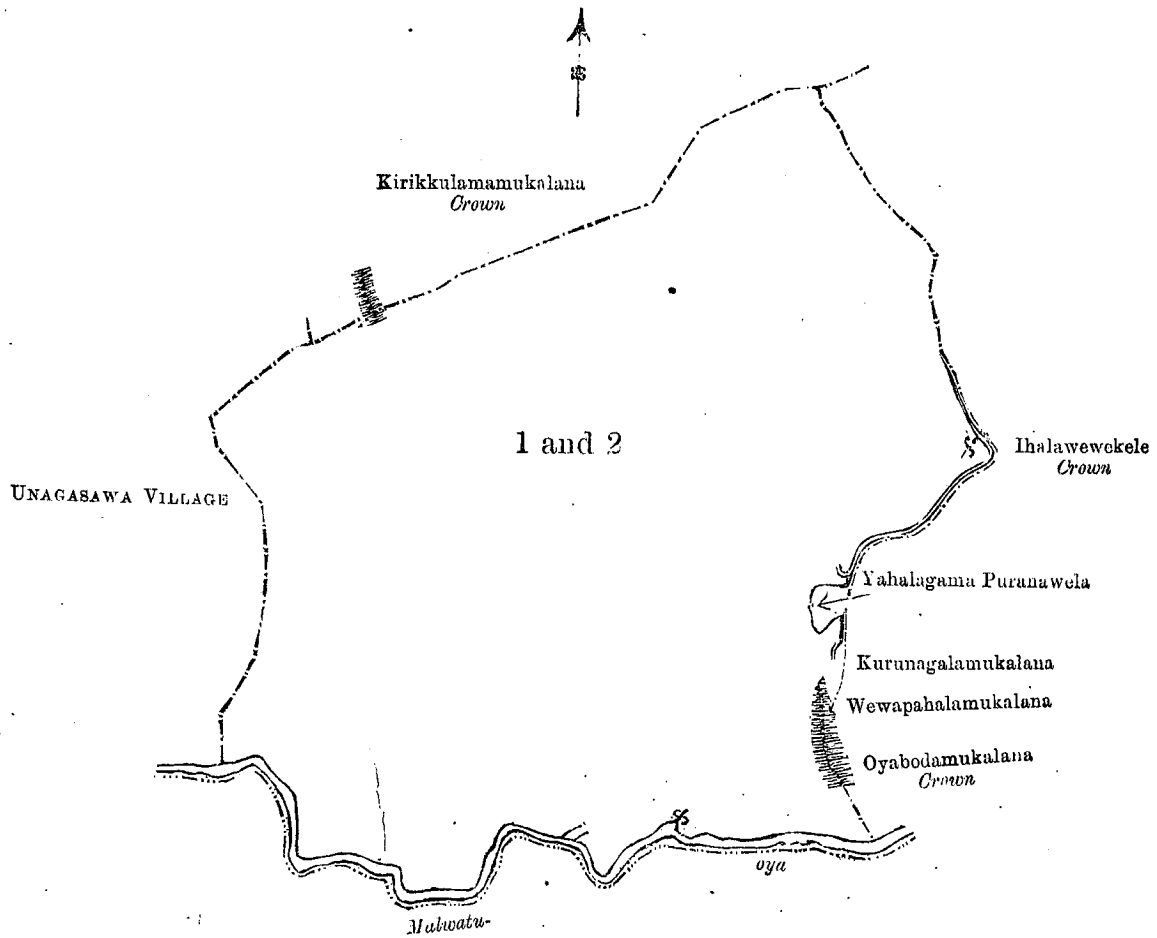 Kirikkulamamukalana
Crown
1 and 2
Ihalawewekele
Crown
UNAGASAWA VILLAGE
Yahalagama Puranawela
Kurunagalamukalana
Wewapahalamukalana
Oyabodamukalana
Crown
oya
Malwatu-